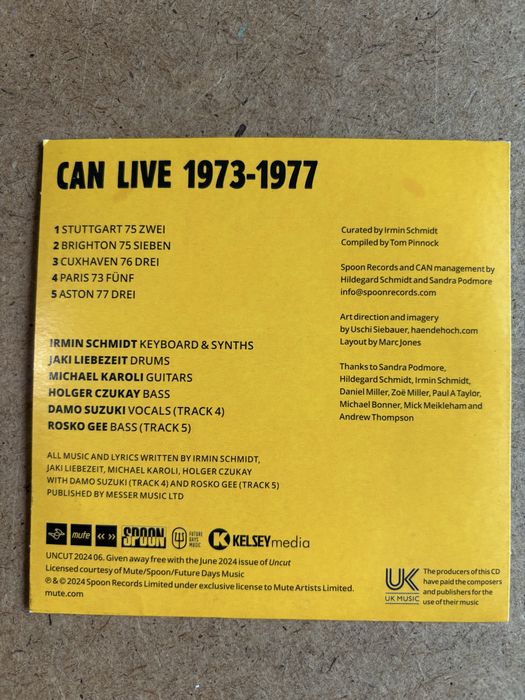 CAN LIVE 1973-1977
1 STUTTGART 75 ZWEI
2 BRIGHTON 75 SIEBEN
3 CUXHAVEN 76 DREI
4 PARIS 73 FÜNF
5 ASTON 77 DREI
IRMIN SCHMIDT KEYBOARD & SYNTHS
JAKI LIEBEZEIT DRUMS
MICHAEL KAROLI GUITARS
HOLGER CZUKAY BASS
DAMO SUZUKI VOCALS (TRACK 4)
ROSKO GEE BASS (TRACK 5)
ALL MUSIC AND LYRICS WRITTEN BY IRMIN SCHMIDT,
JAKI LIEBEZEIT, MICHAEL KAROLI, HOLGER CZUKAY
WITH DAMO SUZUKI (TRACK 4) AND ROSKO GEE (TRACK 5)
PUBLISHED BY MESSER MUSIC LTD
Curated by Irmin Schmidt
Compiled by Tom Pinnock
Spoon Records and CAN management by
Hildegard Schmidt and Sandra Podmore
info@spoonrecords.com
Art direction and imagery
by Uschi Siebauer, haendehoch.com
Layout by Marc Jones
Thanks to Sandra Podmore,
Hildegard Schmidt, Irmin Schmidt,
Daniel Miller, Zoë Miller, Paul A Taylor,
Michael Bonner, Mick Meikleham and
Andrew Thompson
mute
SPOON
FUTURE
DAYS
MUSIC
K KELSEYmedia
UNCUT 2024 06. Given away free with the June 2024 issue of Uncut
Licensed courtesy of Mute/Spoon/Future Days Music
℗ & © 2024 Spoon Records Limited under exclusive license to Mute Artists Limited.
mute.com
UK
UK MUSIC
The producers of this CD
have paid the composers
and publishers for the
use of their music